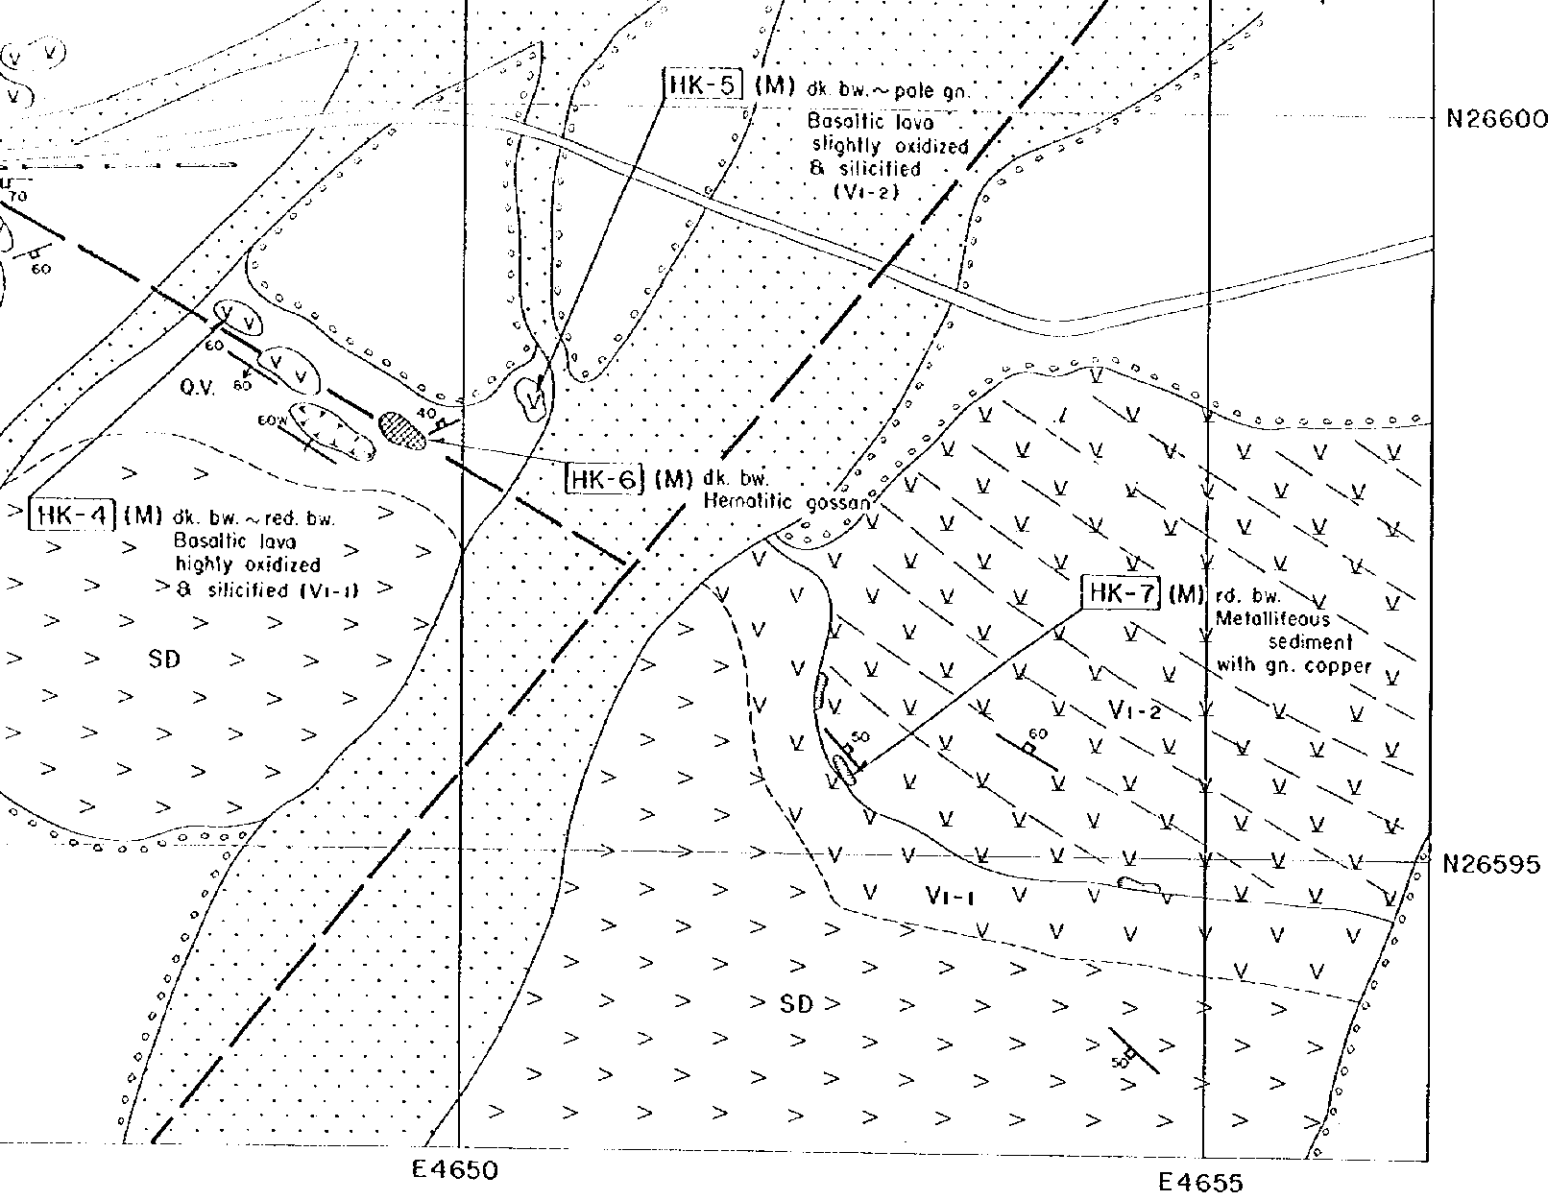 HK-5 (M) dk. bw.~pale gn.
Basaltic lava
slightly oxidized
& silicified
(V1-2)
N26600
70
60
60
Q.V. 60
60W
40
HK-6 (M) dk. bw.
Hematitic gossan
HK-4 (M) dk. bw.~red. bw.
Basaltic lava
highly oxidized
& silicified (V1-1)
SD
HK-7 (M) rd. bw.
Metallifeous
sediment
with gn. copper
V1-2
50
60
N26595
V1-1
SD
50
E4650
E4655